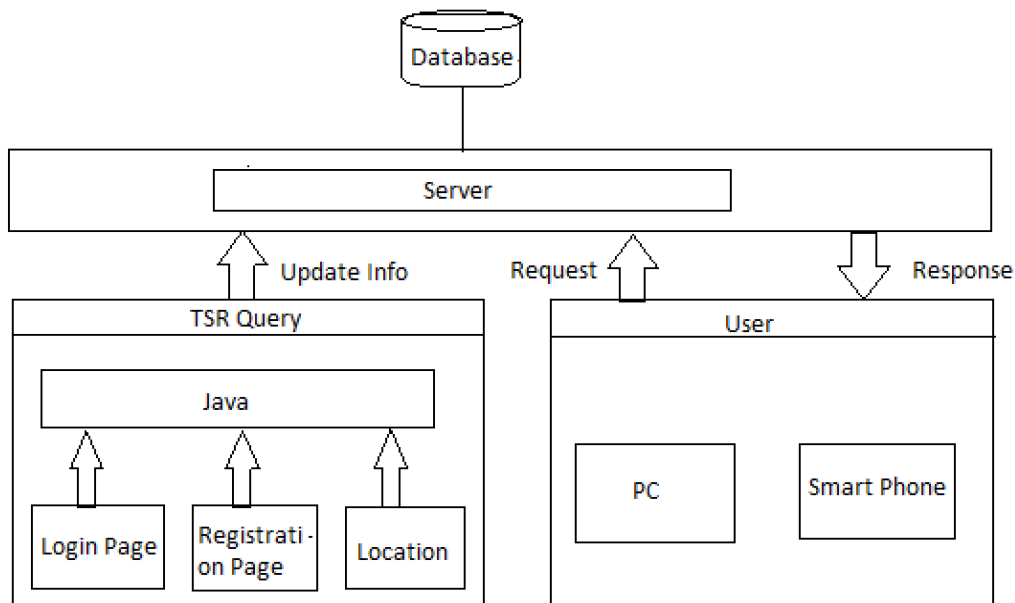 Database
Server
Update Info
Request
Response
TSR Query
User
Java
PC
Smart Phone
Login Page
Registrati -
on Page
Location